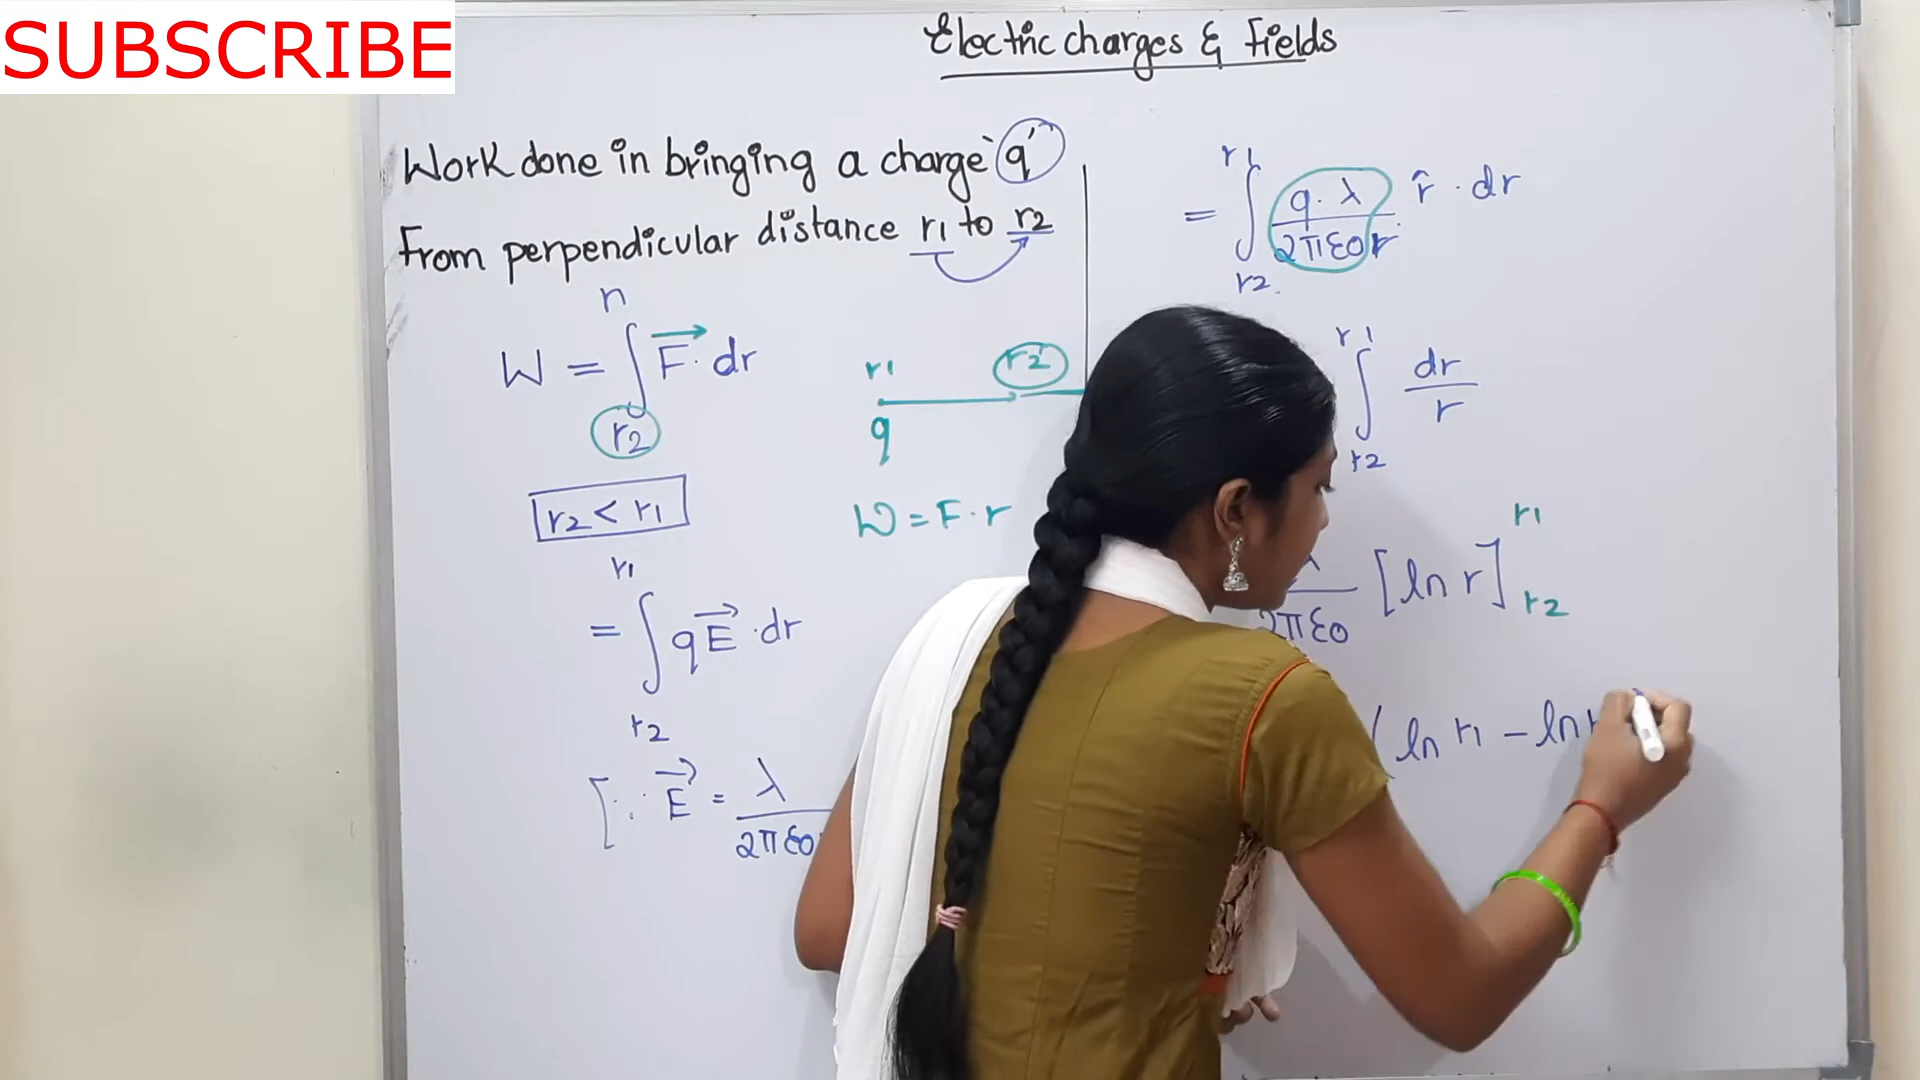 SUBSCRIBE
Electric charges & Fields
Work done in bringing a charge `q'
From perpendicular distance r1 to r2
r1
W = ∫ F⃗ · dr
r2
r2 < r1
r1
= ∫ qE⃗ · dr
r2
[∵ E⃗ = λ / 2πε0
r1 r2
q
W = F · r
r1
= ∫ q·λ / 2πε0r r̂ · dr
r2
r1
∫ dr / r
r2
λ / 2πε0 [ln r] r1 r2
(ln r1 – ln r